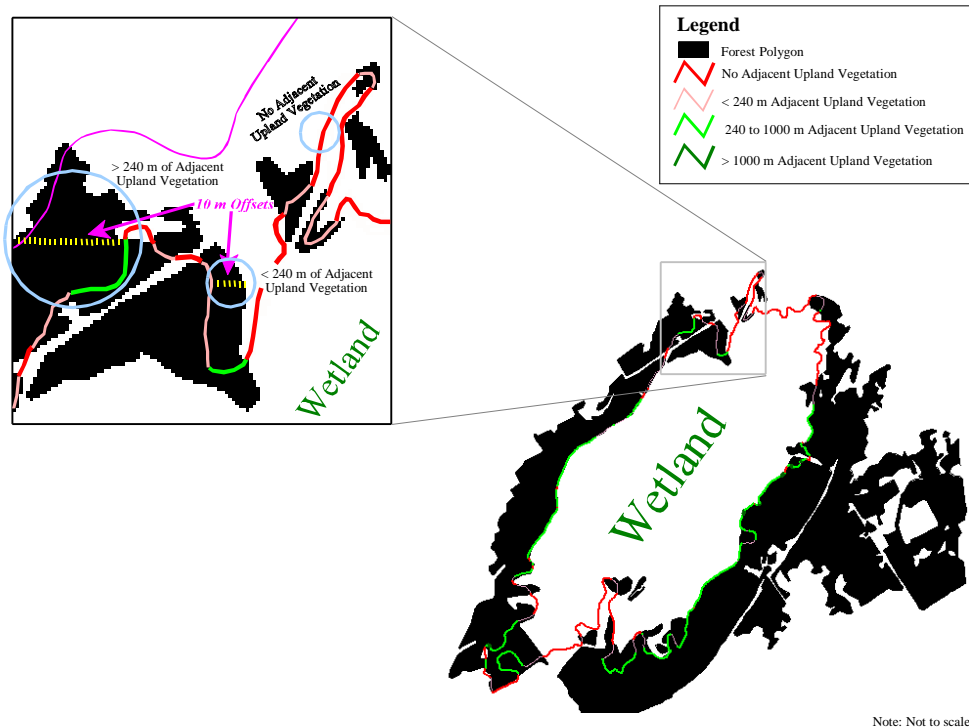 Legend
Forest Polygon
No Adjacent Upland Vegetation
< 240 m Adjacent Upland Vegetation
240 to 1000 m Adjacent Upland Vegetation
> 1000 m Adjacent Upland Vegetation
No Adjacent
Upland Vegetation
> 240 m of Adjacent
Upland Vegetation
10 m Offsets
< 240 m of Adjacent
Upland Vegetation
Wetland
Wetland
Note: Not to scale